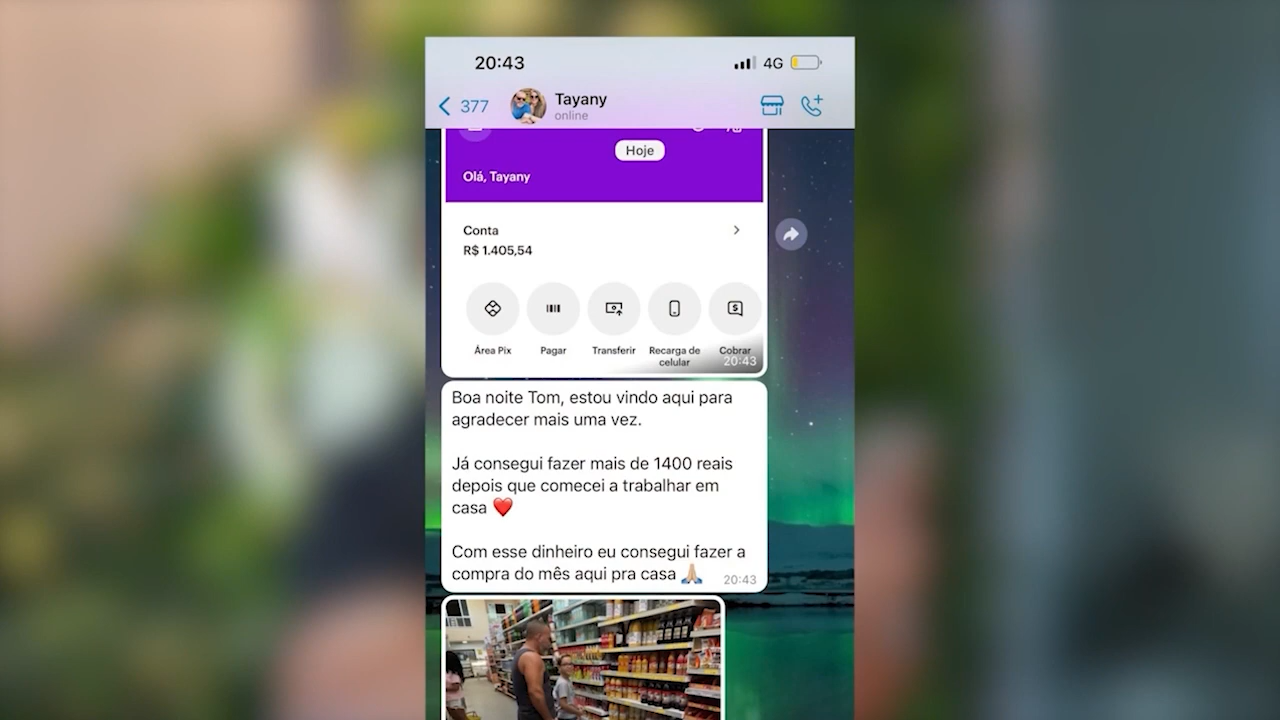 20:43
4G
377
Tayany
online
Hoje
Olá, Tayany
Conta
R$ 1.405,54
Área Pix
Pagar
Transferir
Recarga de
celular
Cobrar
20:43
Boa noite Tom, estou vindo aqui para
agradecer mais uma vez.
Já consegui fazer mais de 1400 reais
depois que comecei a trabalhar em
casa ❤️
Com esse dinheiro eu consegui fazer a
compra do mês aqui pra casa 🙏🏼
20:43